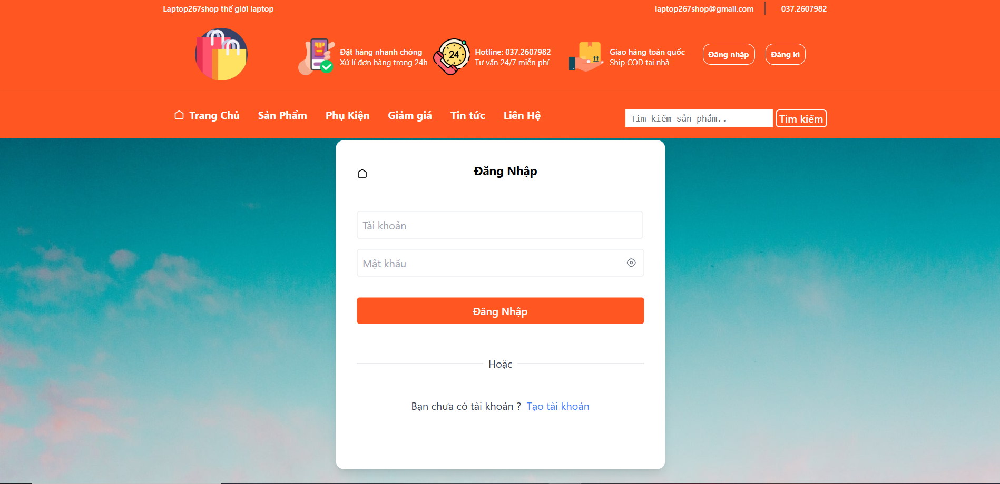 Laptop267shop thế giới laptop
laptop267shop@gmail.com
037.2607982
Đặt hàng nhanh chóng
Xử lí đơn hàng trong 24h
24
Hotline: 037.2607982
Tư vấn 24/7 miễn phí
Giao hàng toàn quốc
Ship COD tại nhà
Đăng nhập
Đăng kí
Trang Chủ
Sản Phẩm
Phụ Kiện
Giảm giá
Tin tức
Liên Hệ
Tìm kiếm sản phẩm..
Tìm kiếm
Đăng Nhập
Tài khoản
Mật khẩu
Đăng Nhập
Hoặc
Bạn chưa có tài khoản ? Tạo tài khoản